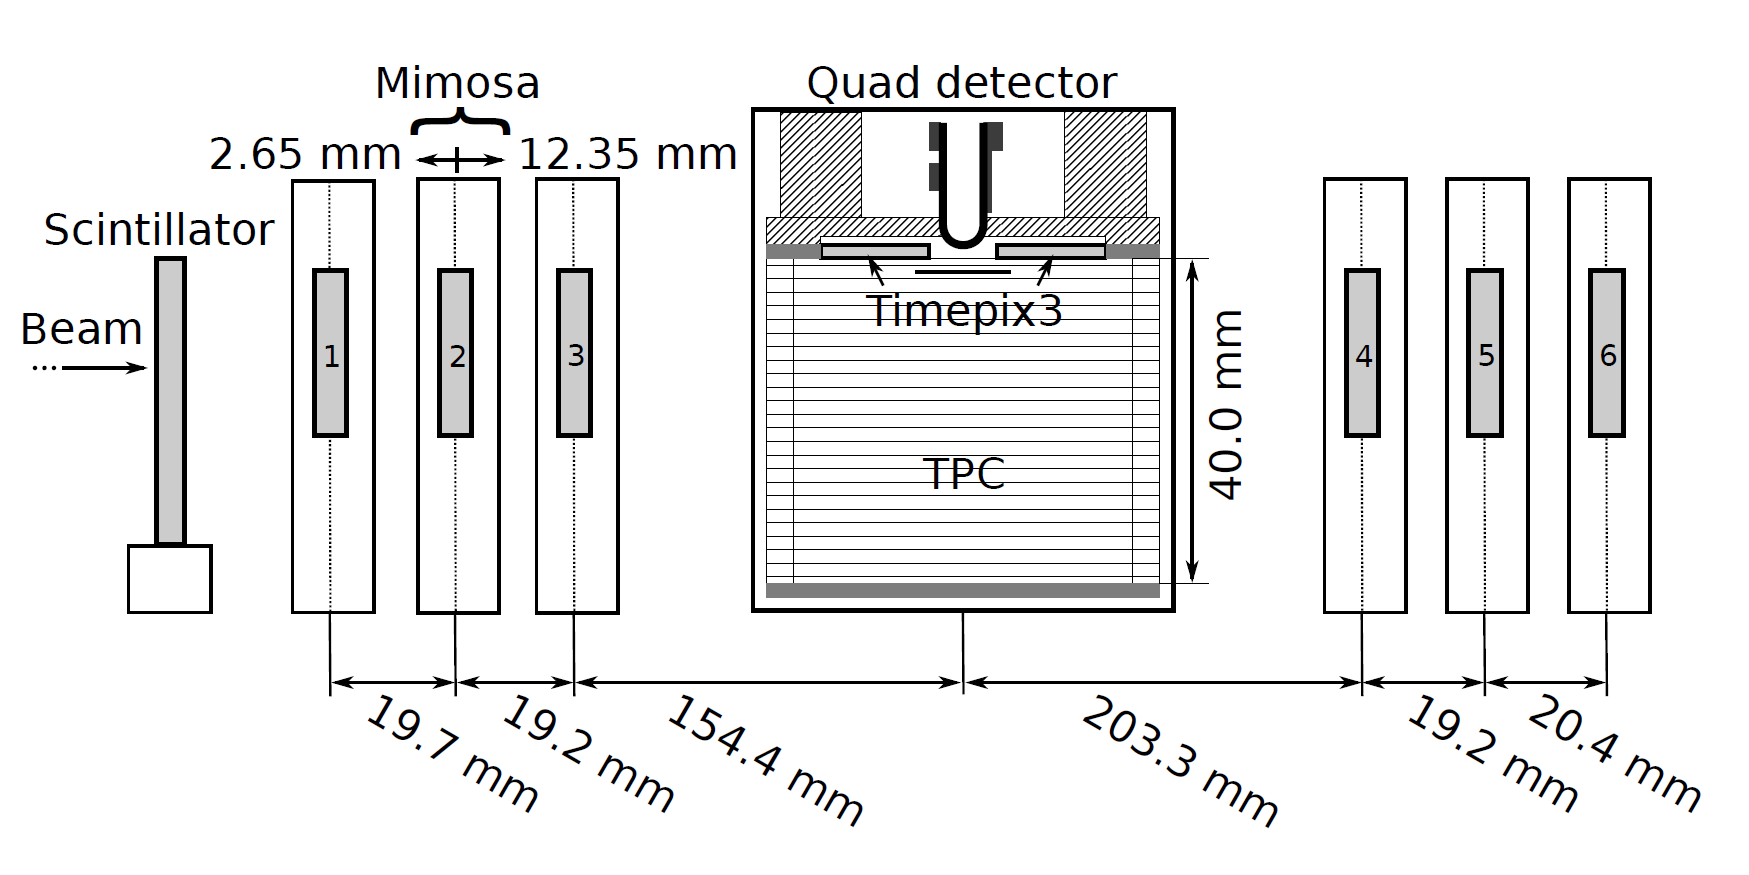 Mimosa
Quad detector
2.65 mm
12.35 mm
Scintillator
Beam
1
2
3
Timepix3
4
5
6
40.0 mm
TPC
19.7 mm
19.2 mm
154.4 mm
203.3 mm
19.2 mm
20.4 mm